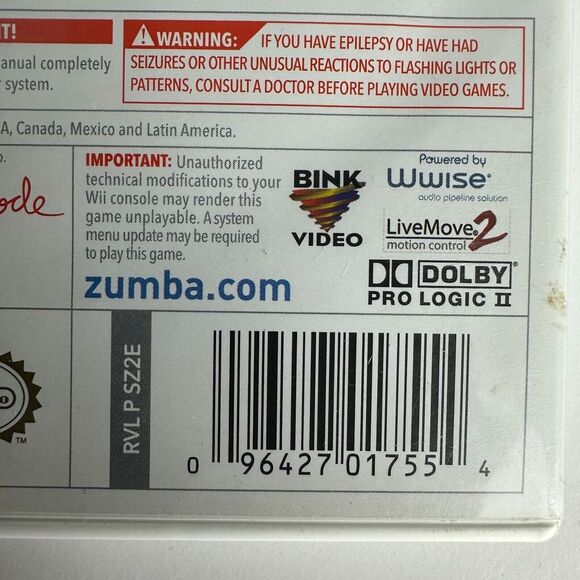 T!
anual completely
system.
WARNING: IF YOU HAVE EPILEPSY OR HAVE HAD
SEIZURES OR OTHER UNUSUAL REACTIONS TO FLASHING LIGHTS OR
PATTERNS, CONSULT A DOCTOR BEFORE PLAYING VIDEO GAMES.
A, Canada, Mexico and Latin America.
ode
IMPORTANT: Unauthorized
technical modifications to your
Wii console may render this
game unplayable. A system
menu update may be required
to play this game.
zumba.com
BINK
VIDEO
Powered by
Wwise
audio pipeline solution
LiveMove 2
motion control
DOLBY®
PRO LOGIC II
TM
RVL P SZ2E
0 96427 01755 4